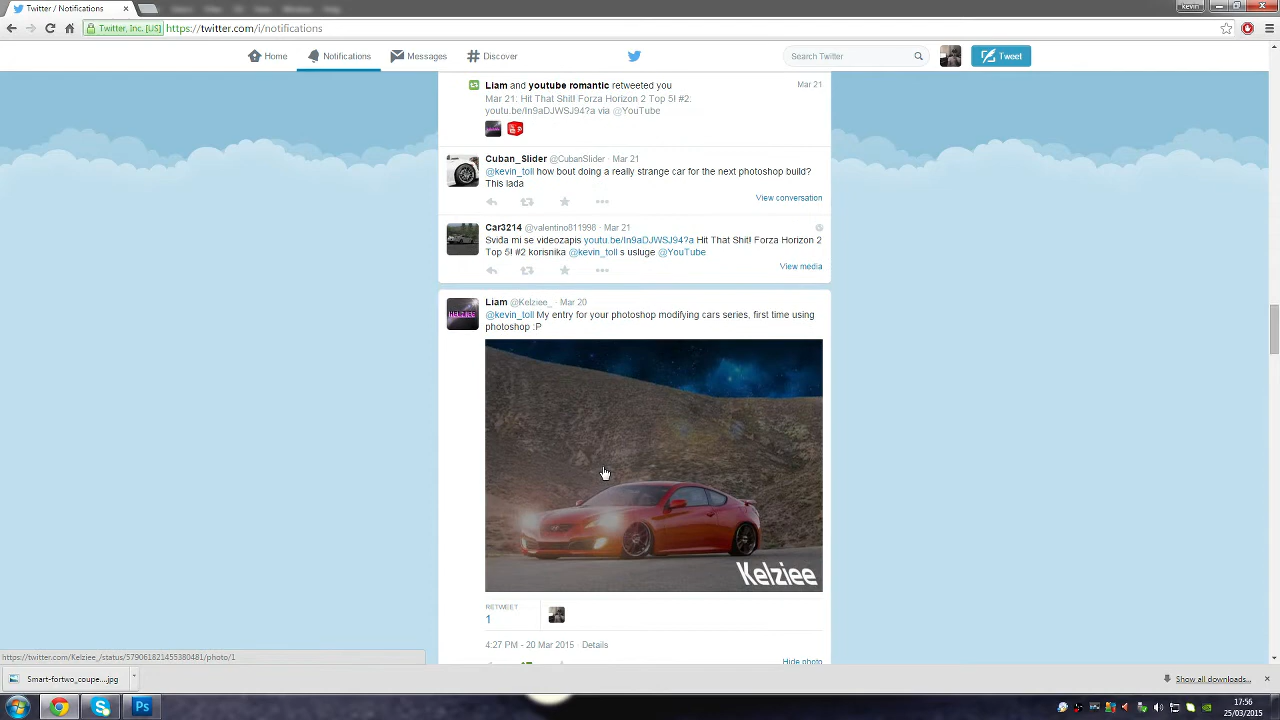 Twitter / Notifications
kevin
Twitter, Inc. [US]
https://twitter.com/i/notifications
Home
Notifications
Messages
Discover
Search Twitter
Tweet
Liam and youtube romantic retweeted you
Mar 21
Mar 21: Hit That Shit! Forza Horizon 2 Top 5! #2:
youtu.be/In9aDJWSJ94?a via @YouTube
Cuban_Slider @CubanSlider · Mar 21
@kevin_toll how bout doing a really strange car for the next photoshop build?
This lada
View conversation
Car3214 @valentino811998 · Mar 21
Sviđa mi se videozapis youtu.be/In9aDJWSJ94?a Hit That Shit! Forza Horizon 2
Top 5! #2 korisnika @kevin_toll s usluge @YouTube
View media
Liam @Kelziee_ · Mar 20
@kevin_toll My entry for your photoshop modifying cars series, first time using
photoshop :P
KELZIEE
Kelziee
RETWEET
1
4:27 PM - 20 Mar 2015 · Details
Hide photo
https://twitter.com/Kelziee_/status/579061821455380481/photo/1
Smart-fortwo_coupe....jpg
Show all downloads...
Ps
17:56
25/03/2015